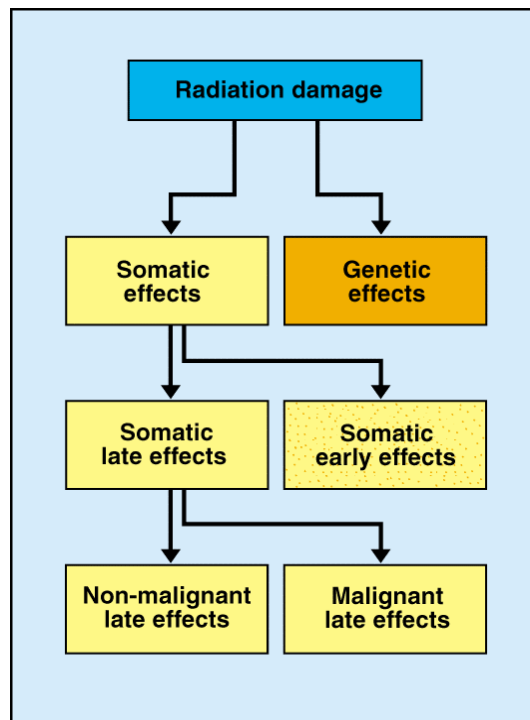 Radiation damage
Somatic
effects
Genetic
effects
Somatic
late effects
Somatic
early effects
Non-malignant
late effects
Malignant
late effects